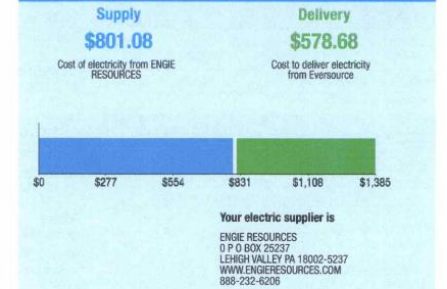 Supply
$801.08
Cost of electricity from ENGIE
RESOURCES
Delivery
$578.68
Cost to deliver electricity
from Eversource
$0 $277 $554 $831 $1,108 $1,385
Your electric supplier is
ENGIE RESOURCES
0 P O BOX 25237
LEHIGH VALLEY PA 18002-5237
WWW.ENGIERESOURCES.COM
888-232-6206